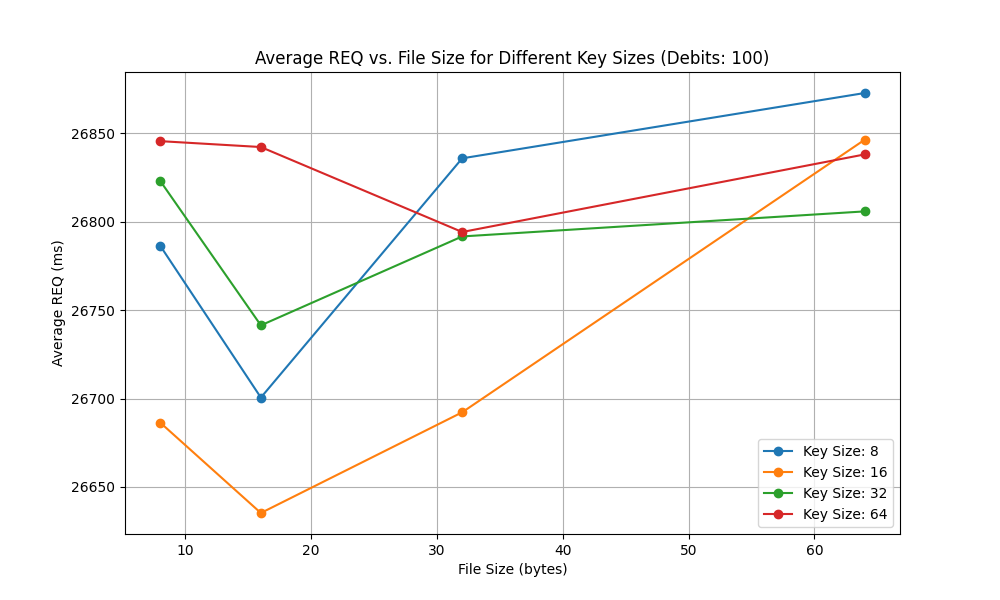 Average REQ vs. File Size for Different Key Sizes (Debits: 100)
Average REQ (ms)
26850
26800
26750
26700
26650
10 20 30 40 50 60
File Size (bytes)
Key Size: 8
Key Size: 16
Key Size: 32
Key Size: 64